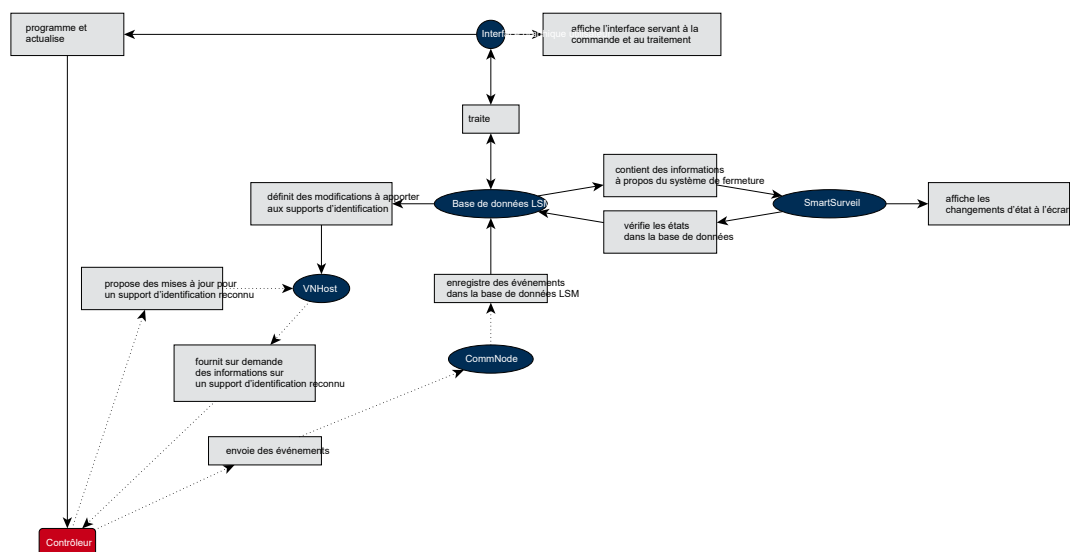 programme et
actualise
Interf
affiche l'interface servant à la
commande et au traitement
traite
contient des informations
à propos du système de fermeture
définit des modifications à apporter
aux supports d'identification
Base de données LSM
SmartSurveil
affiche les
changements d'état à l'écran
vérifie les états
dans la base de données
propose des mises à jour pour
un support d'identification reconnu
VNHost
enregistre des événements
dans la base de données LSM
fournit sur demande
des informations sur
un support d'identification reconnu
CommNode
envoie des événements
Contrôleur